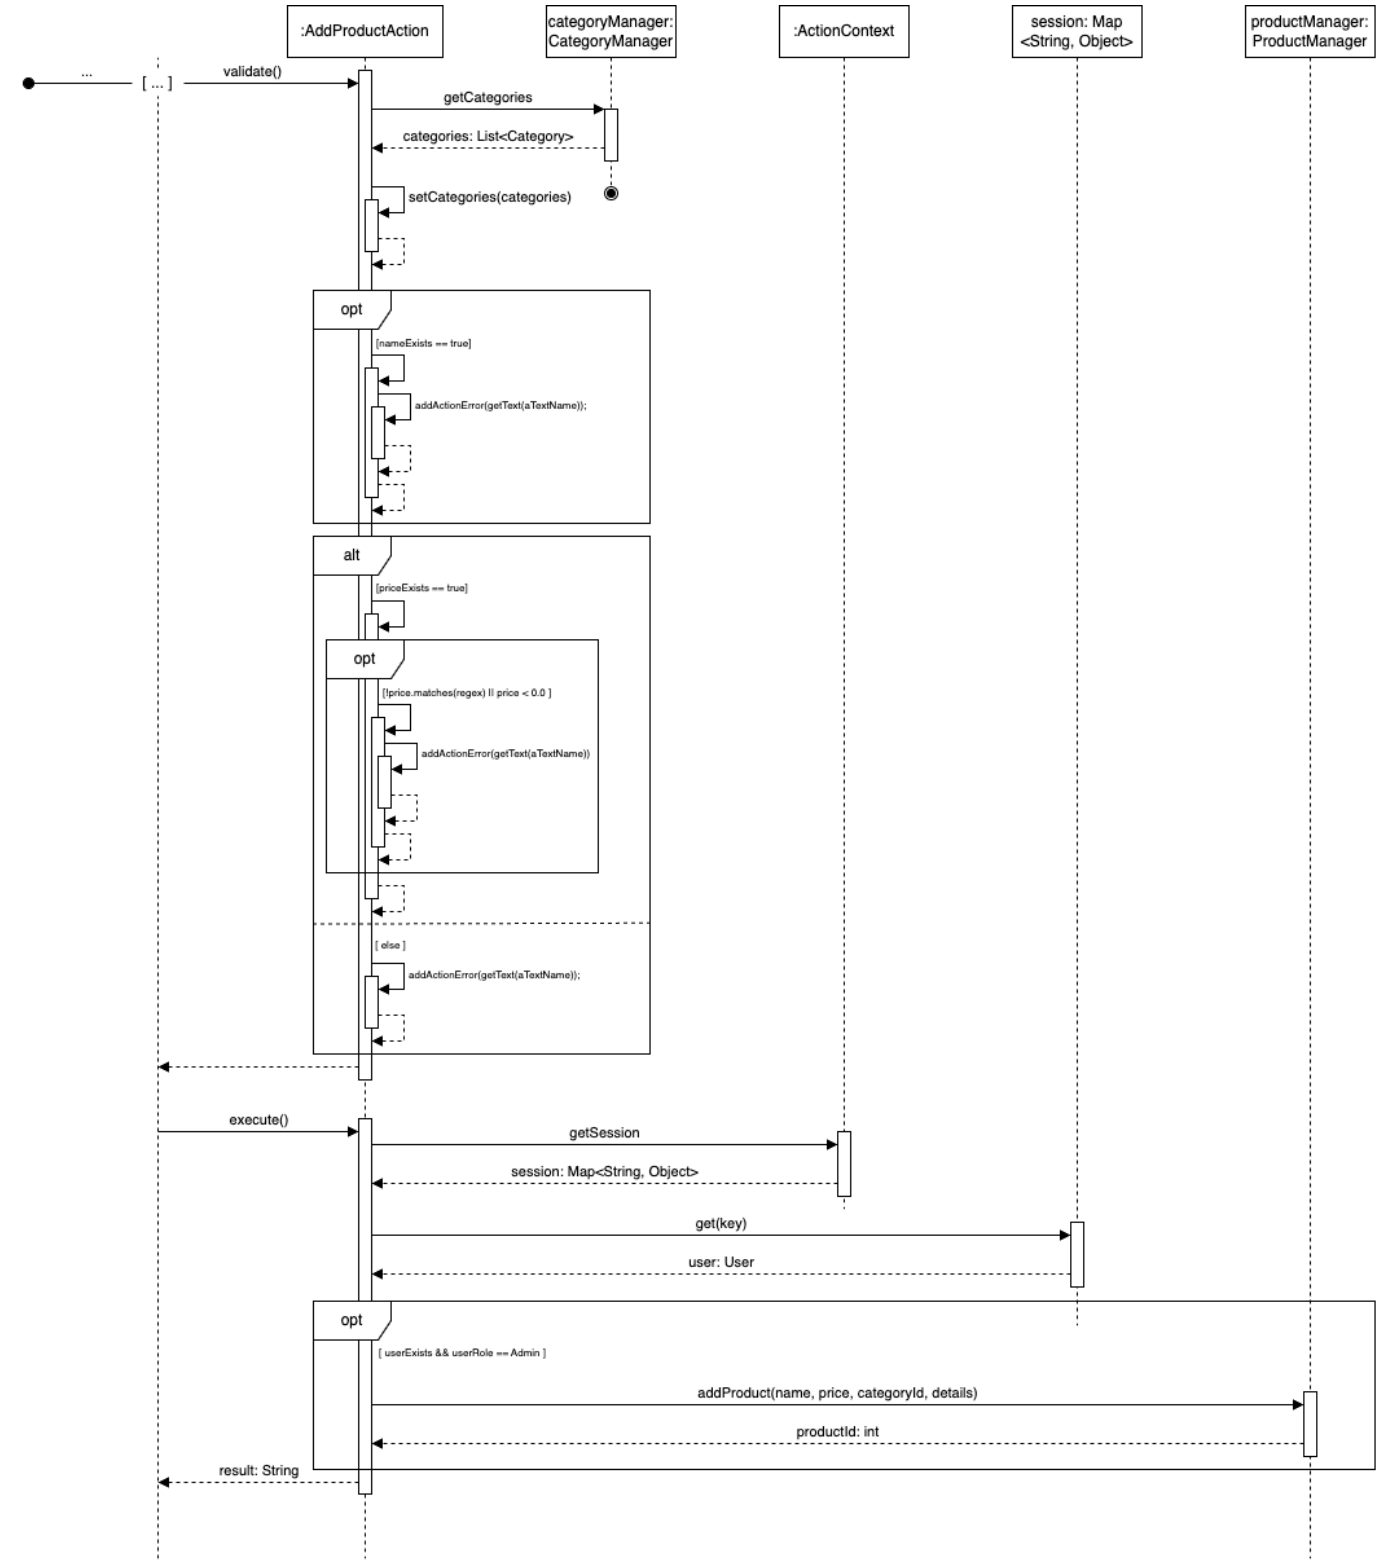 :AddProductAction
categoryManager:
CategoryManager
:ActionContext
session: Map
<String, Object>
productManager:
ProductManager
...
[ ... ]
validate()
getCategories
categories: List<Category>
setCategories(categories)
opt
[nameExists == true]
addActionError(getText(aTextName));
alt
[priceExists == true]
opt
[!price.matches(regex) || price < 0.0 ]
addActionError(getText(aTextName))
[ else ]
addActionError(getText(aTextName));
execute()
getSession
session: Map<String, Object>
get(key)
user: User
opt
[ userExists && userRole == Admin ]
addProduct(name, price, categoryId, details)
productId: int
result: String